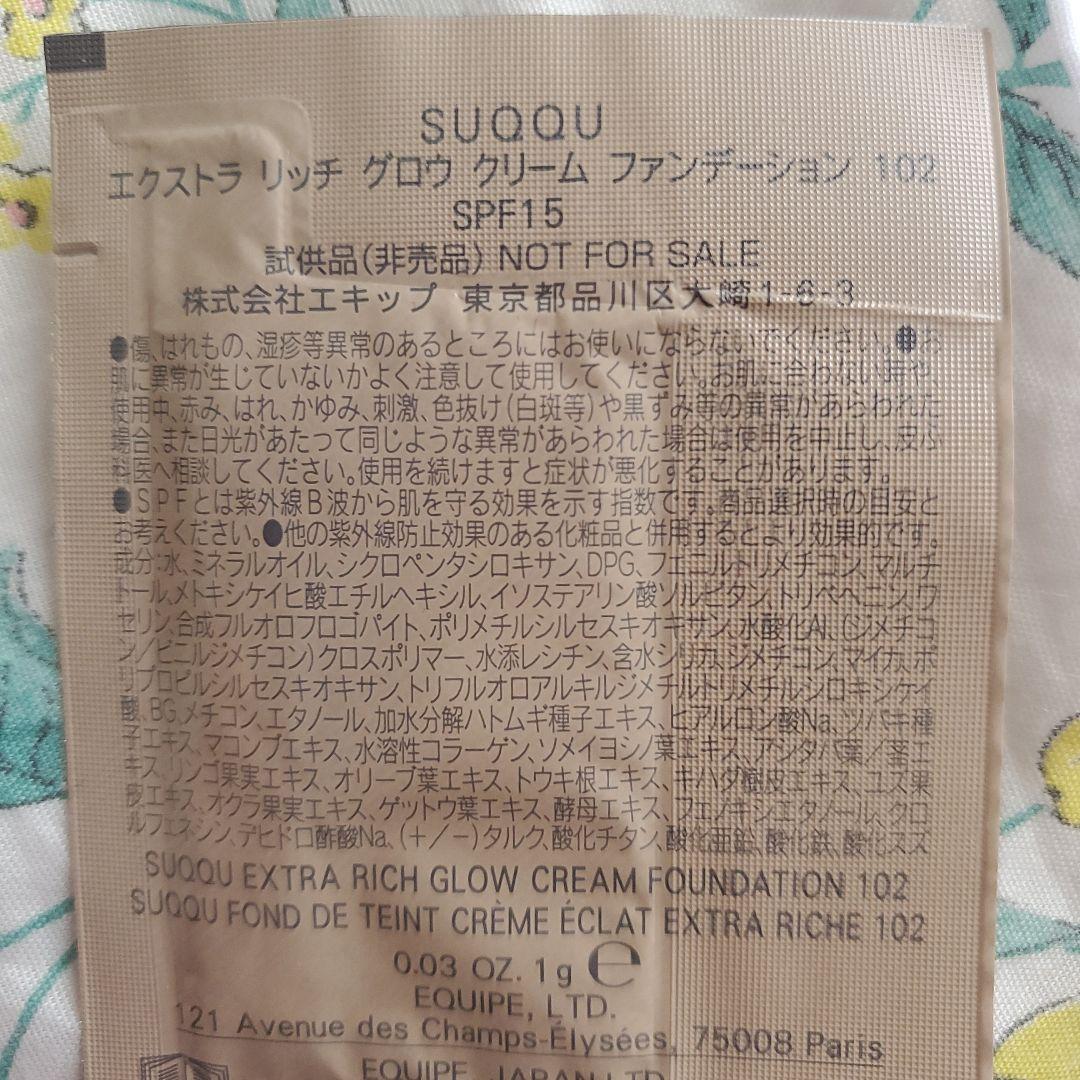 SUQQU
エクストラ リッチ グロウ クリーム ファンデーション 102
SPF15
試供品(非売品) NOT FOR SALE
株式会社エキップ 東京都品川区大崎1-6-3
●傷、はれもの、湿疹等異常のあるところにはお使いにならないでください。●お
肌に異常が生じていないかよく注意して使用してください。お肌に合わない時や、
使用中、赤み、はれ、かゆみ、刺激、色抜け(白斑等)や黒ずみ等の異常があらわれた
場合、また日光があたって同じような異常があらわれた場合は使用を中止し、皮ふ
科医へ相談してください。使用を続けますと症状が悪化することがあります。
●SPFとは紫外線B波から肌を守る効果を示す指数です。商品選択時の目安と
お考えください。●他の紫外線防止効果のある化粧品と併用するとより効果的です。
成分:水、ミネラルオイル、シクロペンタシロキサン、DPG、フェニルトリメチコン、マルチ
トール、メトキシケイヒ酸エチルヘキシル、イソステアリン酸ソルビタン、トリベヘニン、ワ
セリン、合成フルオロフロゴパイト、ポリメチルシルセスキオキサン、水酸化Al、(ジメチコ
ン/ビニルジメチコン)クロスポリマー、水添レシチン、含水シリカ、ジメチコン、マイカ、ポ
リプロピルシルセスキオキサン、トリフルオロアルキルジメチルトリメチルシロキシケイ
酸、BG、メチコン、エタノール、加水分解ハトムギ種子エキス、ヒアルロン酸Na、ツバキ種
子エキス、マコンブエキス、水溶性コラーゲン、ソメイヨシノ葉エキス、アシタバ葉/茎エ
キス、リンゴ果実エキス、オリーブ葉エキス、トウキ根エキス、キハダ樹皮エキス、ユズ果
皮エキス、オクラ果実エキス、ゲットウ葉エキス、酵母エキス、フェノキシエタノール、クロ
ルフェネシン、デヒドロ酢酸Na、(+/−)タルク、酸化チタン、酸化亜鉛、酸化鉄、酸化スズ
SUQQU EXTRA RICH GLOW CREAM FOUNDATION 102
SUQQU FOND DE TEINT CRÈME ÉCLAT EXTRA RICHE 102
0.03 OZ. 1g ℮
EQUIPE, LTD.
121 Avenue des Champs-Élysées, 75008 Paris
EQUIPE JAPAN LTD